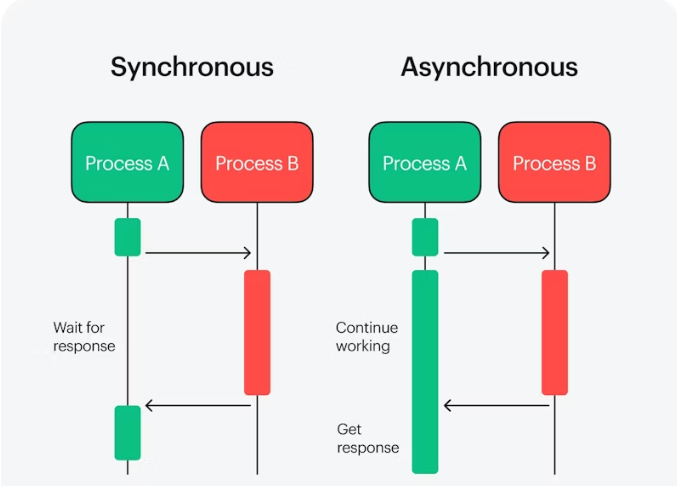 Synchronous
Asynchronous
Process A
Process B
Process A
Process B
Wait for
response
Continue
working
Get
response